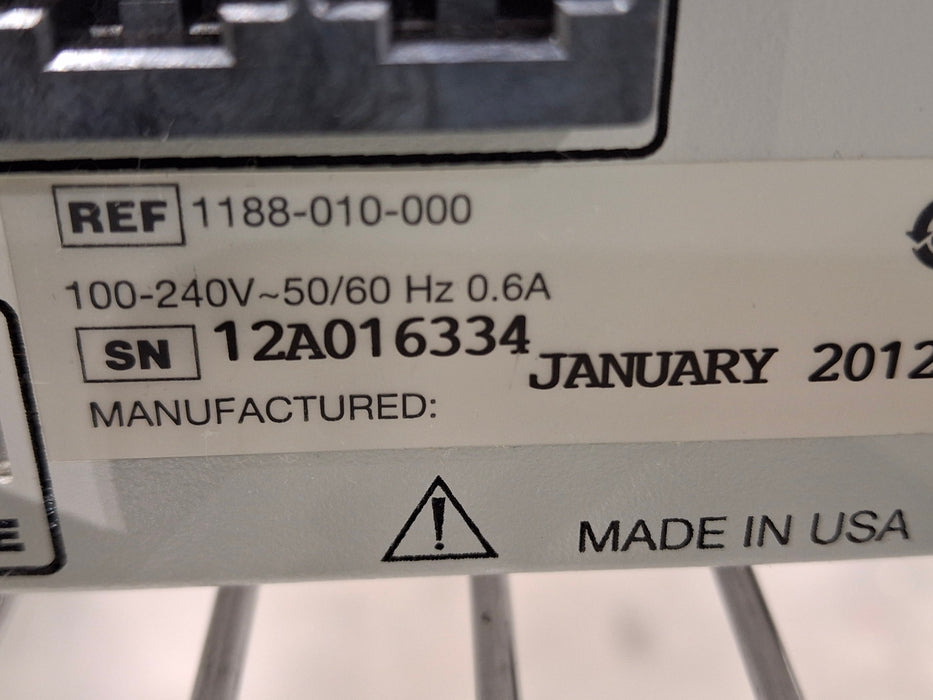 REF 1188-010-000
100-240V~50/60 Hz 0.6A
SN 12A016334
MANUFACTURED: JANUARY 2012
E
! MADE IN USA